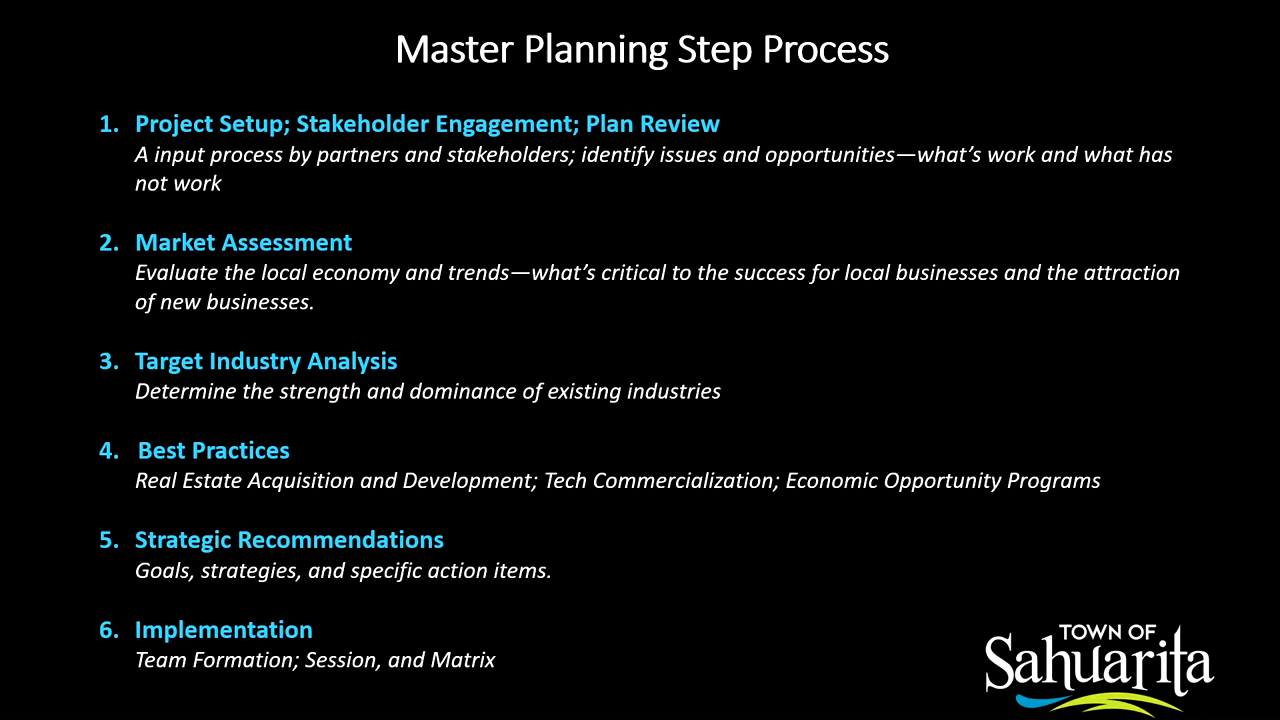 Master Planning Step Process
1. Project Setup; Stakeholder Engagement; Plan Review
A input process by partners and stakeholders; identify issues and opportunities—what's work and what has
not work
2. Market Assessment
Evaluate the local economy and trends—what's critical to the success for local businesses and the attraction
of new businesses.
3. Target Industry Analysis
Determine the strength and dominance of existing industries
4. Best Practices
Real Estate Acquisition and Development; Tech Commercialization; Economic Opportunity Programs
5. Strategic Recommendations
Goals, strategies, and specific action items.
6. Implementation
Team Formation; Session, and Matrix
TOWN OF
Sahuarita